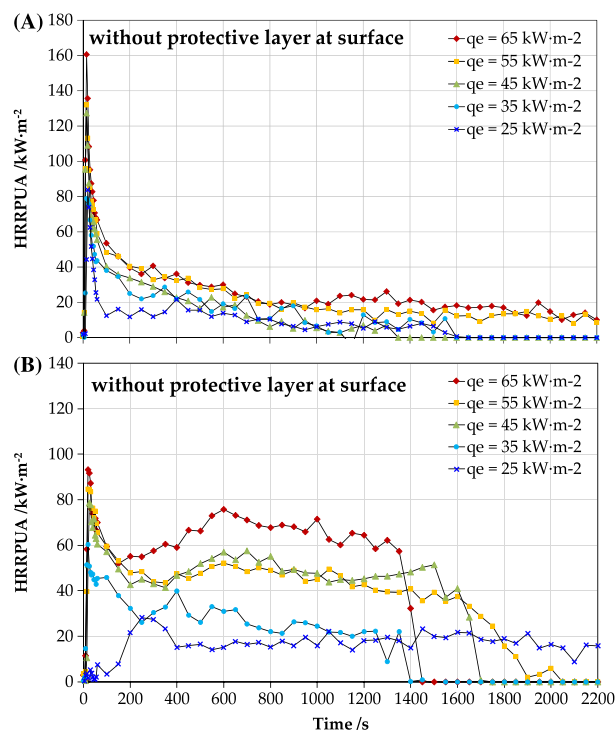 (A)
180
160
140
120
100
80
60
40
20
0
HRRPUA /kW·m-2
without protective layer at surface
qe = 65 kW·m-2
qe = 55 kW·m-2
qe = 45 kW·m-2
qe = 35 kW·m-2
qe = 25 kW·m-2
(B)
140
120
100
80
60
40
20
0
HRRPUA /kW·m-2
without protective layer at surface
qe = 65 kW·m-2
qe = 55 kW·m-2
qe = 45 kW·m-2
qe = 35 kW·m-2
qe = 25 kW·m-2
0 200 400 600 800 1000 1200 1400 1600 1800 2000 2200
Time /s